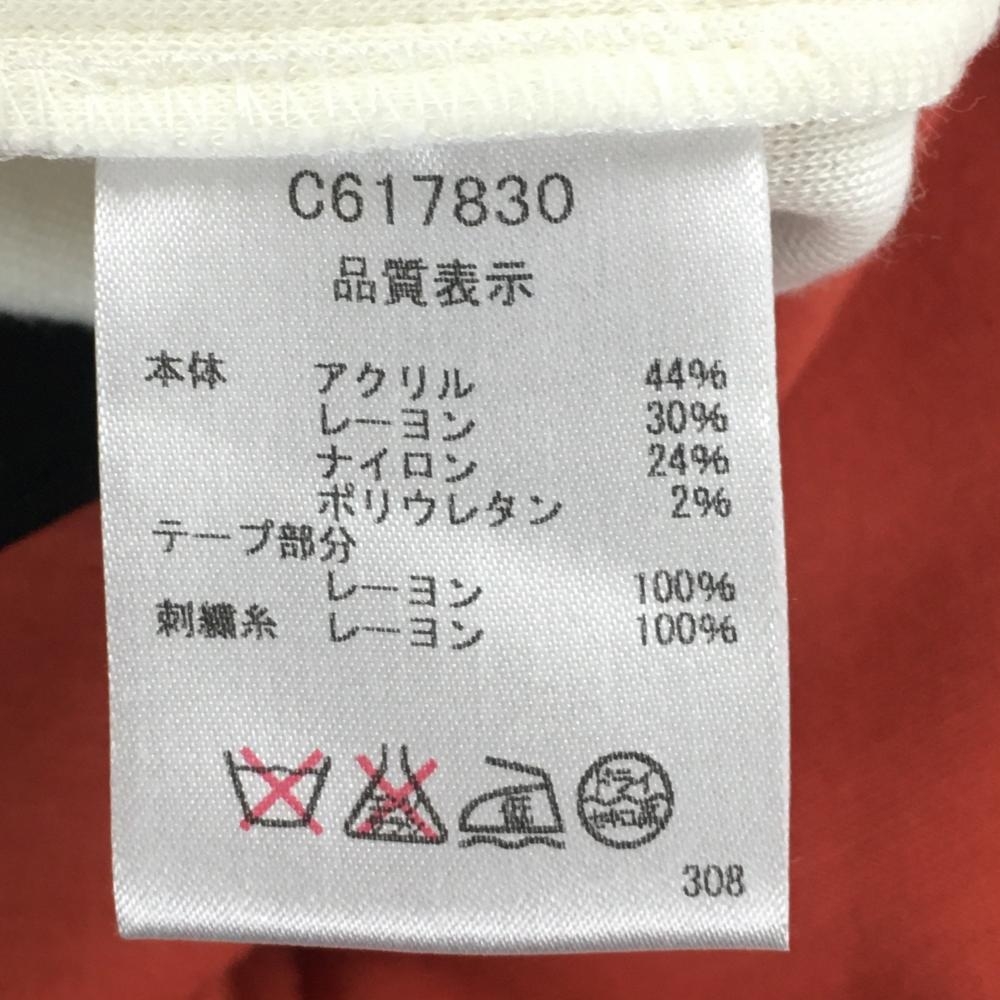 C617830
品質表示
本体 アクリル 44%
レーヨン 30%
ナイロン 24%
ポリウレタン 2%
テープ部分
レーヨン 100%
刺繍糸 レーヨン 100%
低 ドライ
308